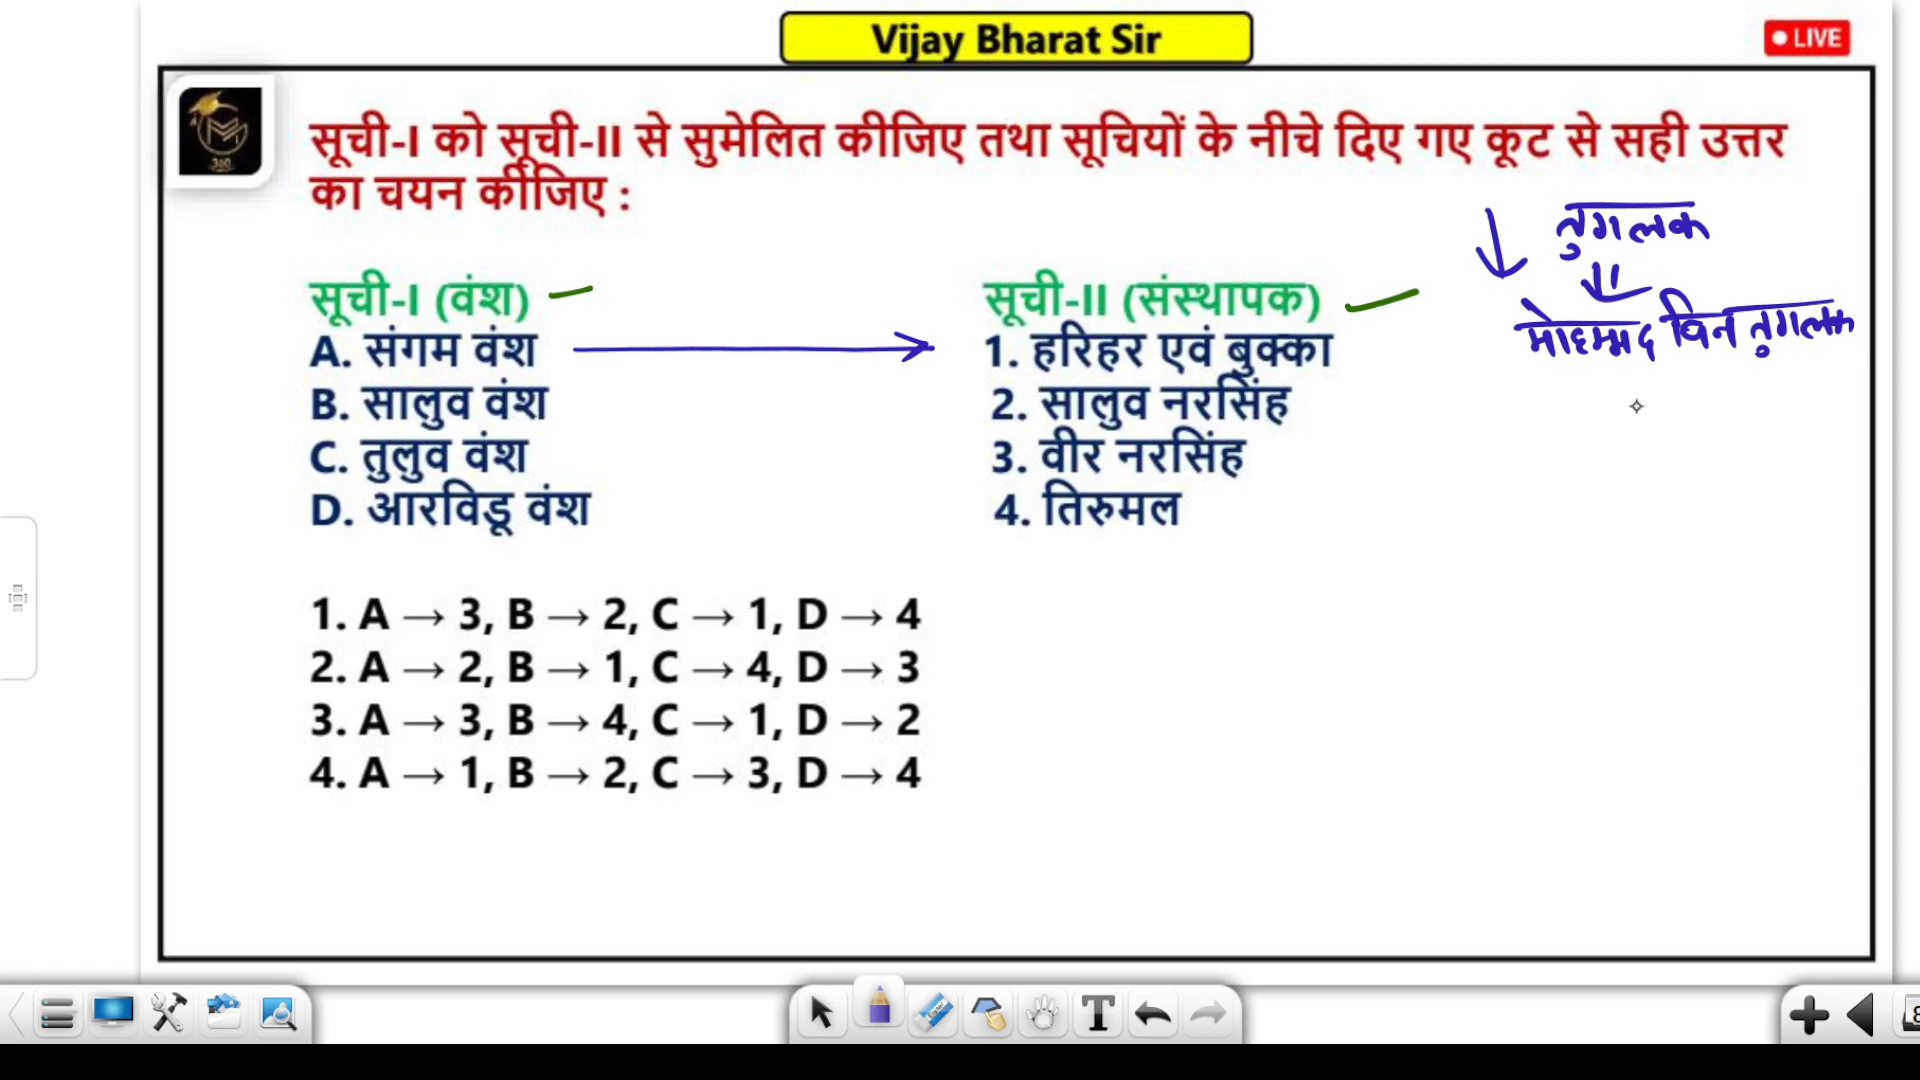 Vijay Bharat Sir
LIVE
360
सूची-I को सूची-II से सुमेलित कीजिए तथा सूचियों के नीचे दिए गए कूट से सही उत्तर
का चयन कीजिए :
तुगलक
मोहम्मद बिन तुगलक
सूची-I (वंश)
A. संगम वंश
B. सालुव वंश
C. तुलुव वंश
D. आरविडू वंश
सूची-II (संस्थापक)
1. हरिहर एवं बुक्का
2. सालुव नरसिंह
3. वीर नरसिंह
4. तिरुमल
1. A → 3, B → 2, C → 1, D → 4
2. A → 2, B → 1, C → 4, D → 3
3. A → 3, B → 4, C → 1, D → 2
4. A → 1, B → 2, C → 3, D → 4
T